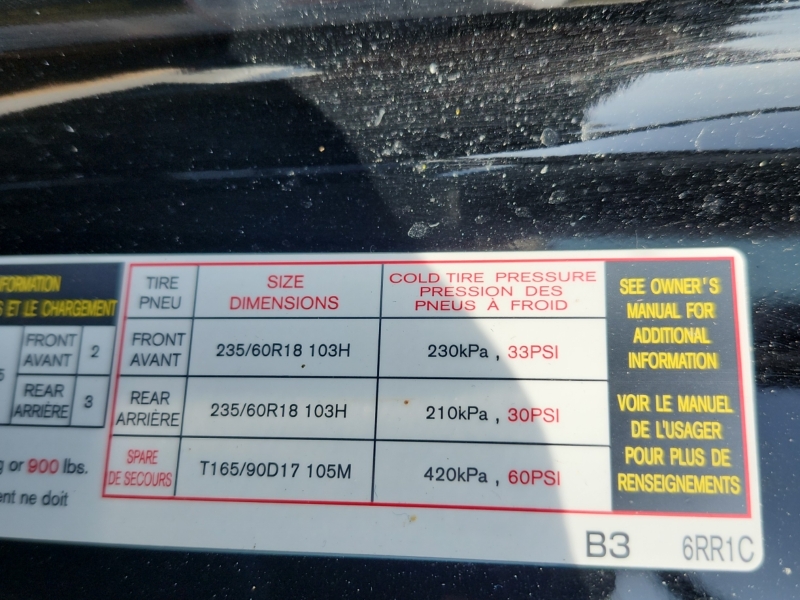 TIRE
PNEU
SIZE
DIMENSIONS
COLD TIRE PRESSURE
PRESSION DES
PNEUS À FROID
ET LE CHARGEMENT
FRONT
AVANT
2
REAR
ARRIÈRE
3
or 900 lbs.
ne doit
FRONT
AVANT
235/60R18 103H
230kPa , 33PSI
REAR
ARRIÈRE
235/60R18 103H
210kPa , 30PSI
SPARE
DE SECOURS
T165/90D17 105M
420kPa , 60PSI
SEE OWNER'S
MANUAL FOR
ADDITIONAL
INFORMATION
VOIR LE MANUEL
DE L'USAGER
POUR PLUS DE
RENSEIGNEMENTS
B3 6RR1C